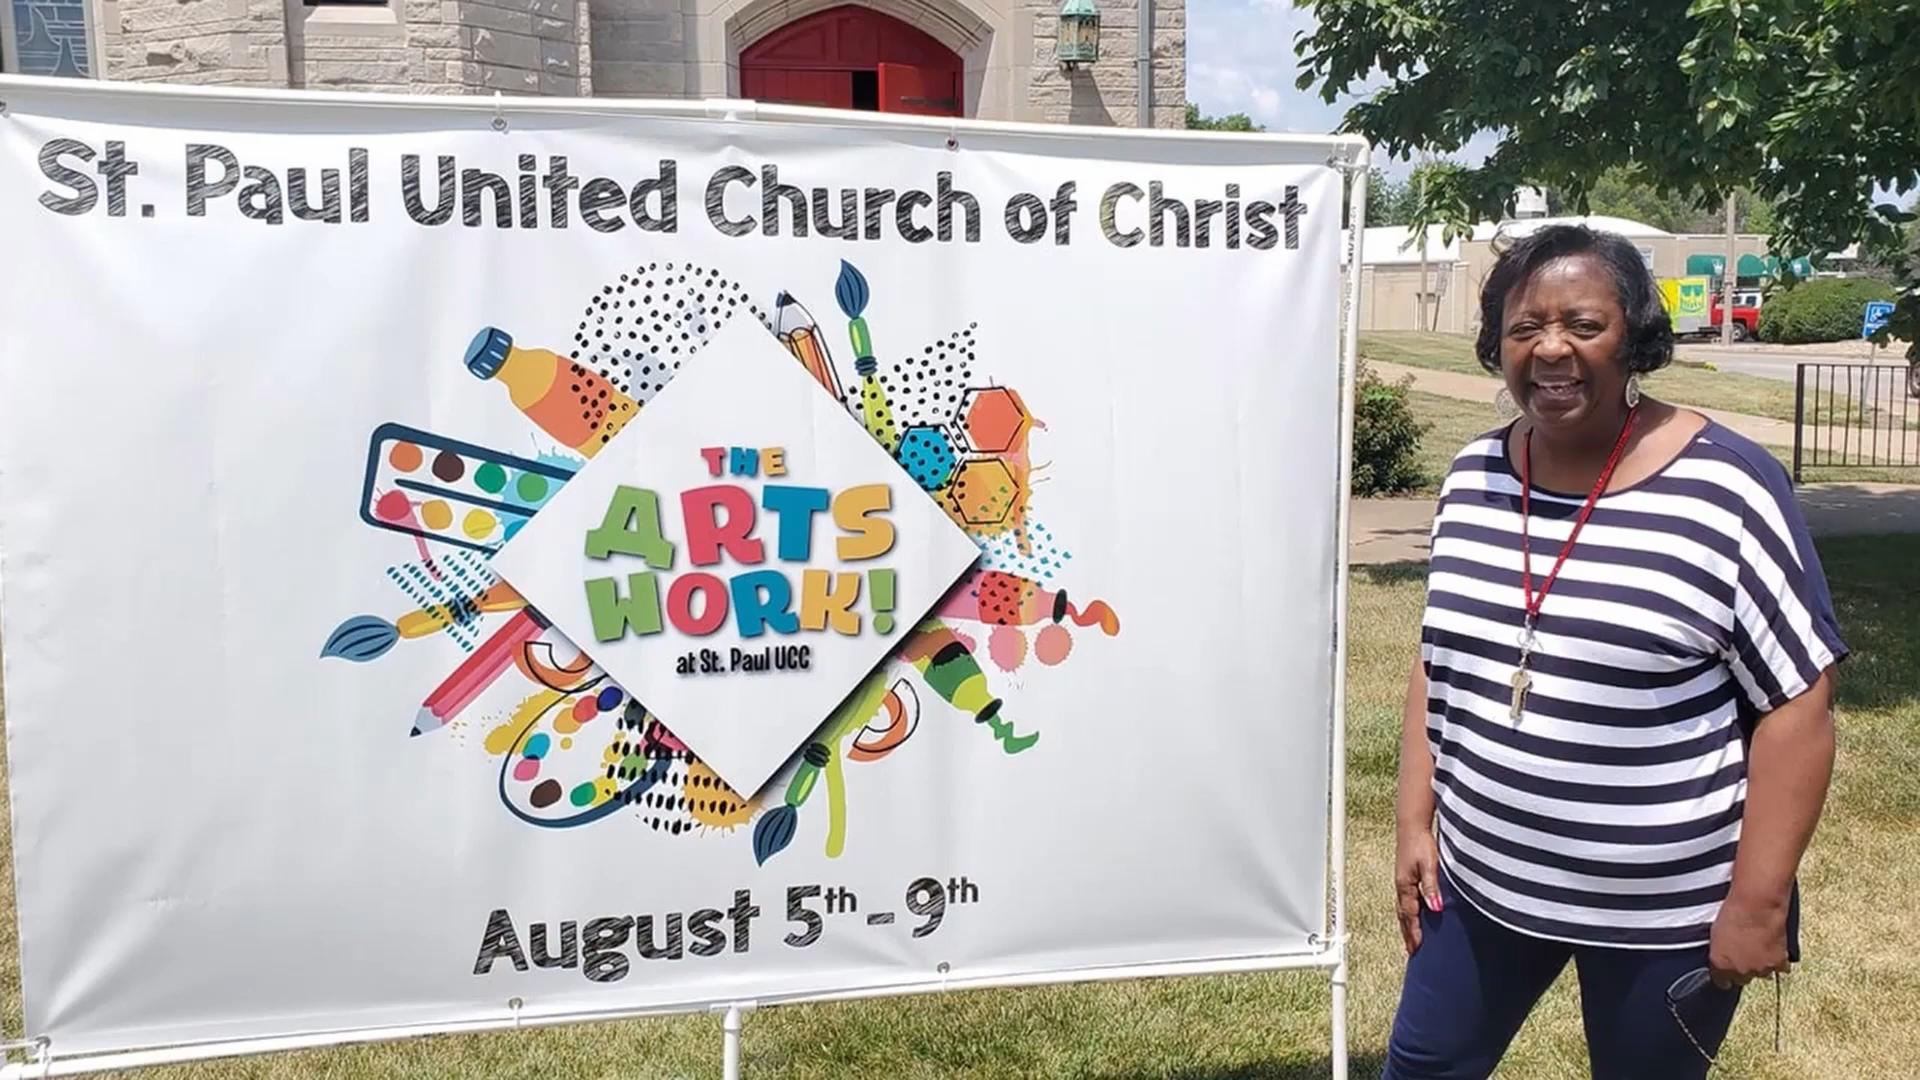 St. Paul United Church of Christ
THE
ARTS
WORK!
at St. Paul UCC
August 5th - 9th